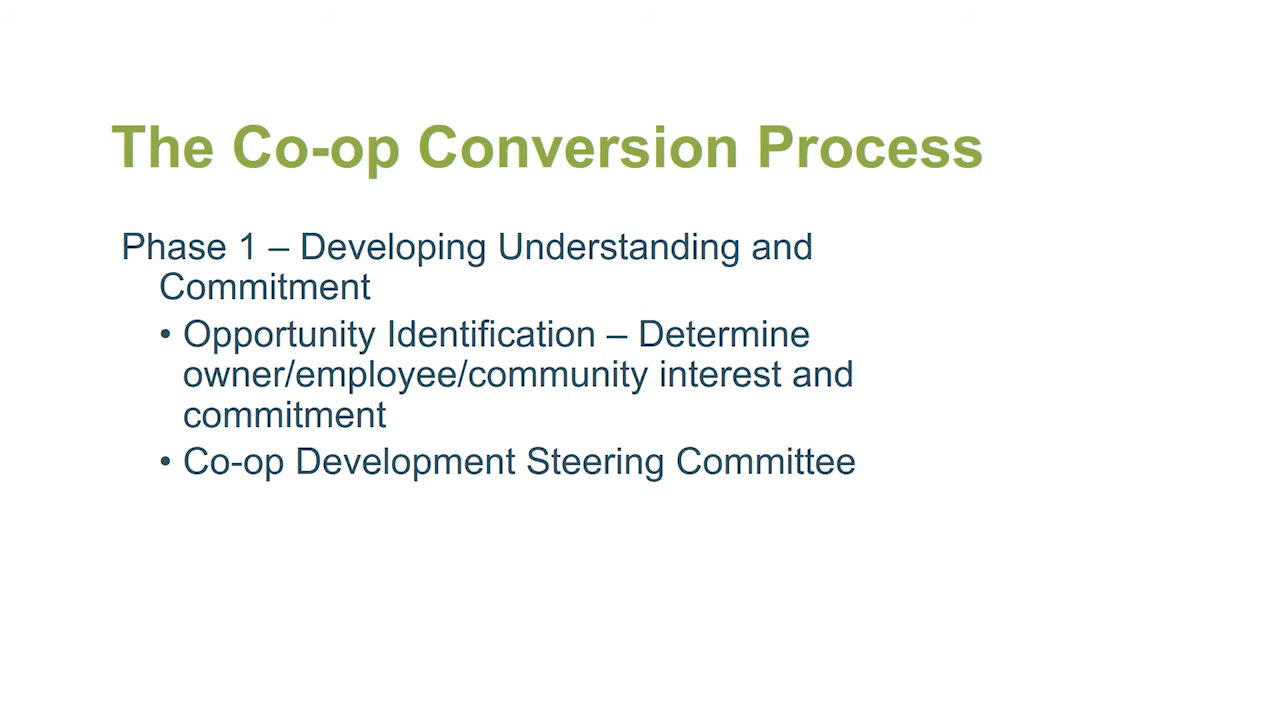 The Co-op Conversion Process
Phase 1 – Developing Understanding and
Commitment
• Opportunity Identification – Determine
owner/employee/community interest and
commitment
• Co-op Development Steering Committee